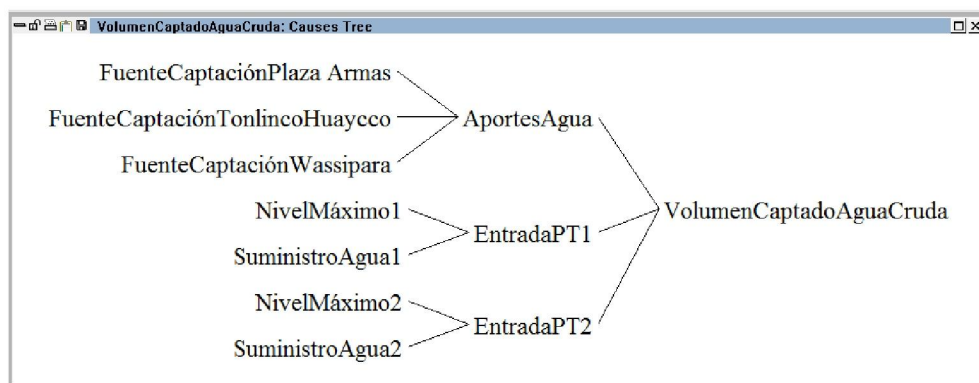 VolumenCaptadoAguaCruda: Causes Tree
FuenteCaptaciónPlaza Armas
FuenteCaptaciónTonlincoHuaycco
AportesAgua
FuenteCaptaciónWassipara
NivelMáximo1
VolumenCaptadoAguaCruda
EntradaPT1
SuministroAgua1
NivelMáximo2
EntradaPT2
SuministroAgua2